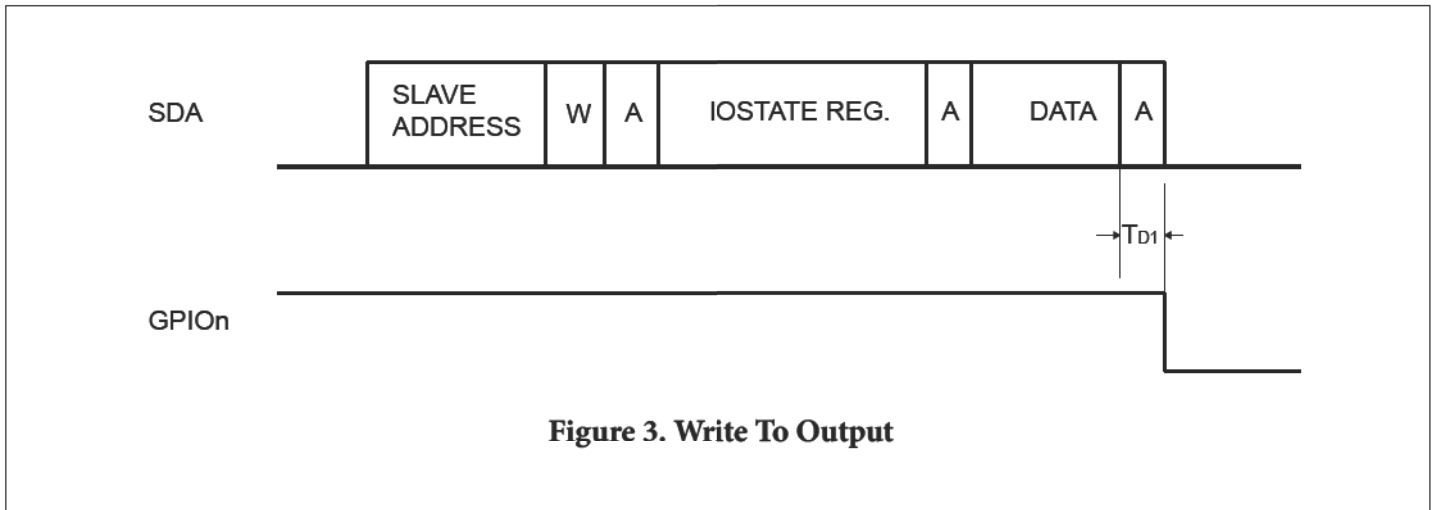 SDA
SLAVE
ADDRESS
W
A
IOSTATE REG.
A
DATA
A
TD1
GPIOn
Figure 3. Write To Output